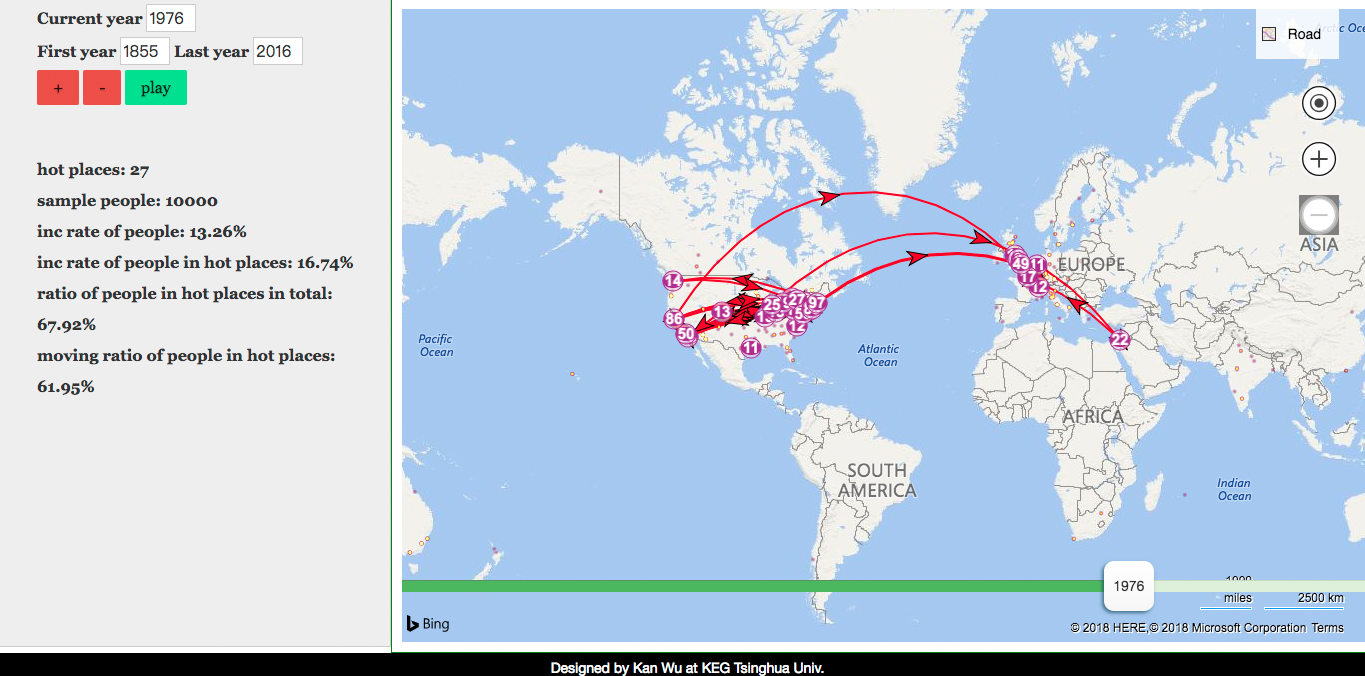 Current year 1976
First year 1855 Last year 2016
+ - play
hot places: 27
sample people: 10000
inc rate of people: 13.26%
inc rate of people in hot places: 16.74%
ratio of people in hot places in total:
67.92%
moving ratio of people in hot places:
61.95%
Road
ASIA
EUROPE
14
86
50
13
25
27
97
12
11
49
11
17
12
22
Pacific
Ocean
Atlantic
Ocean
AFRICA
SOUTH
AMERICA
Indian
Ocean
1976
miles
2500 km
Bing
© 2018 HERE,© 2018 Microsoft Corporation Terms
Designed by Kan Wu at KEG Tsinghua Univ.